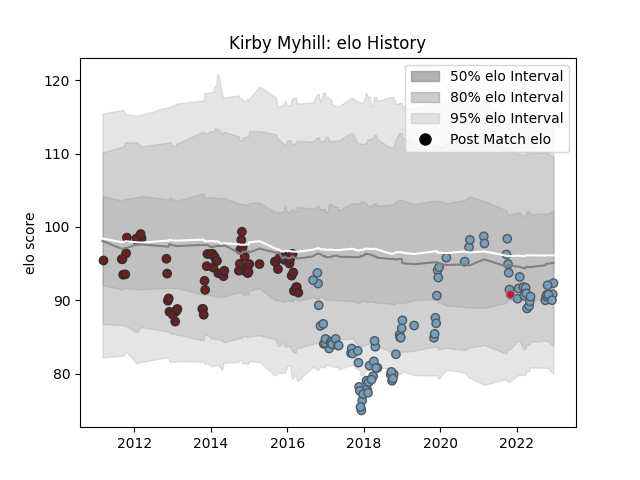 Kirby Myhill: elo History
50% elo Interval
80% elo Interval
95% elo Interval
Post Match elo
elo score
120
110
100
90
80
2012
2014
2016
2018
2020
2022